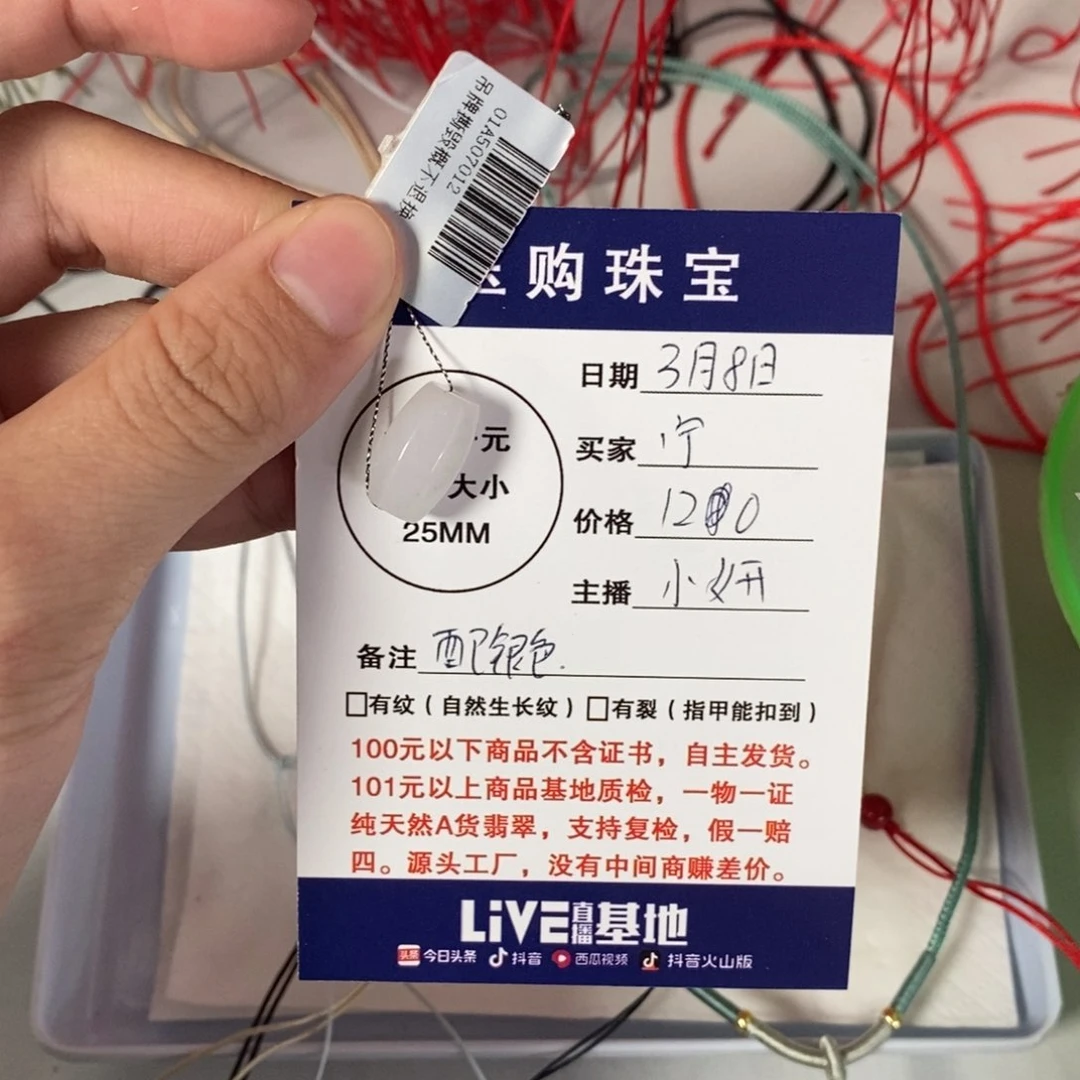 吊牌撕毁概不退换
01A507012
购珠宝
日期 3月8日
元
大小
25MM
买家 宁
价格 120
主播 小妍
备注 配银色.
□有纹（自然生长纹）□有裂（指甲能扣到）
100元以下商品不含证书，自主发货。
101元以上商品基地质检，一物一证
纯天然A货翡翠，支持复检，假一赔
四。源头工厂，没有中间商赚差价。
LiVE直播基地
头条 今日头条 抖音 西瓜视频 抖音火山版